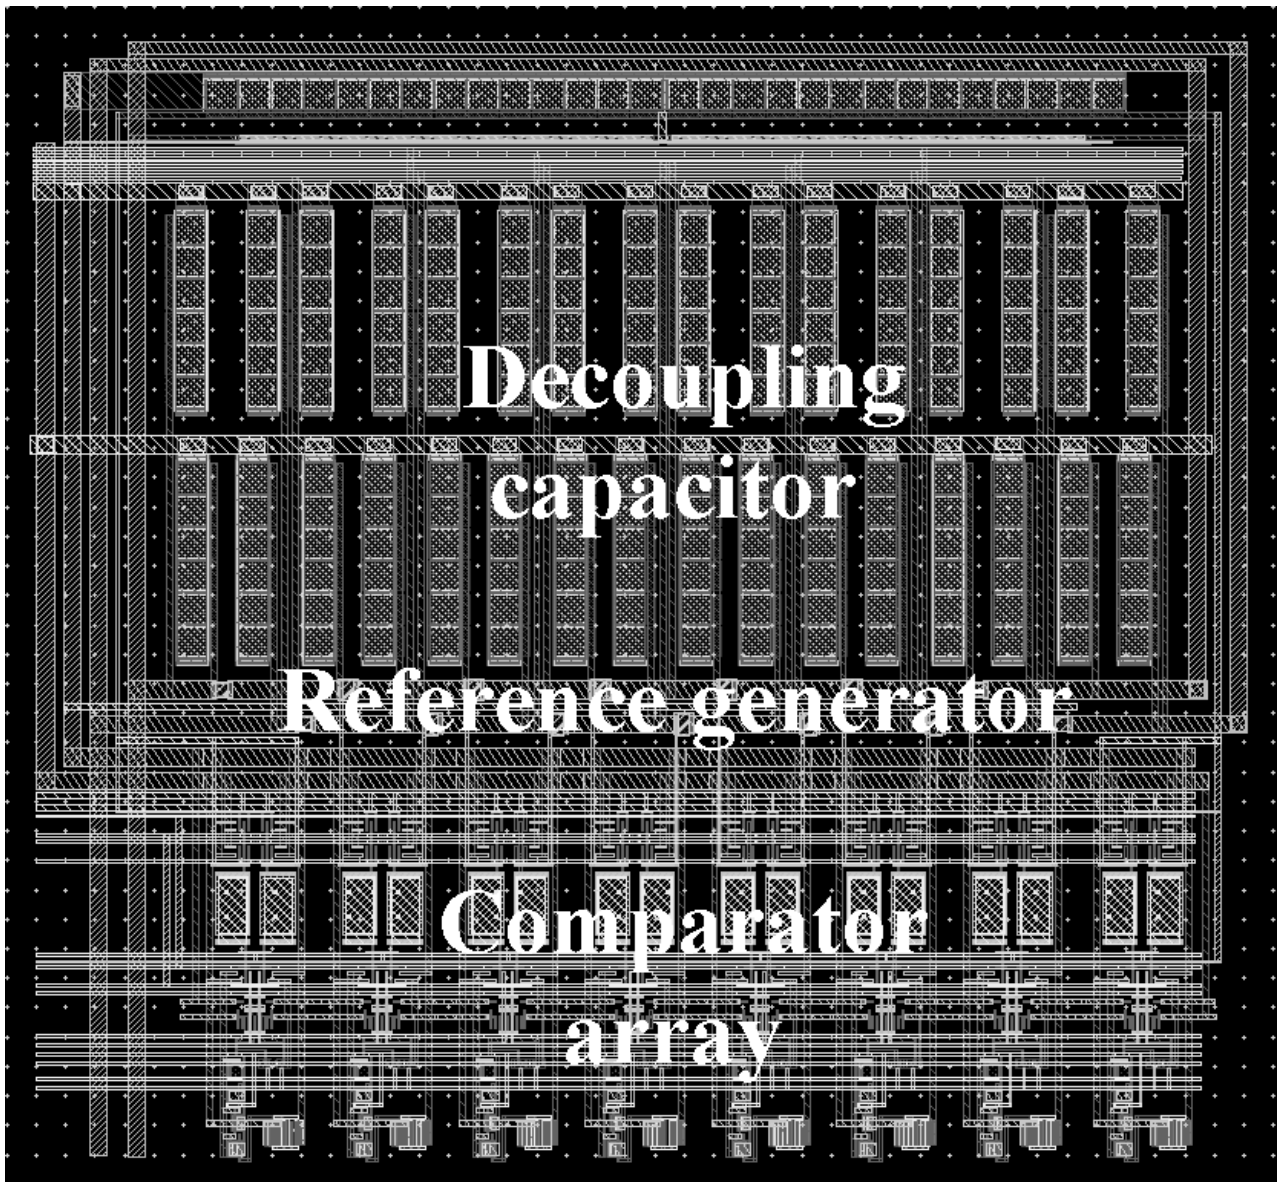 Decoupling
capacitor
Reference generator
Comparator
array